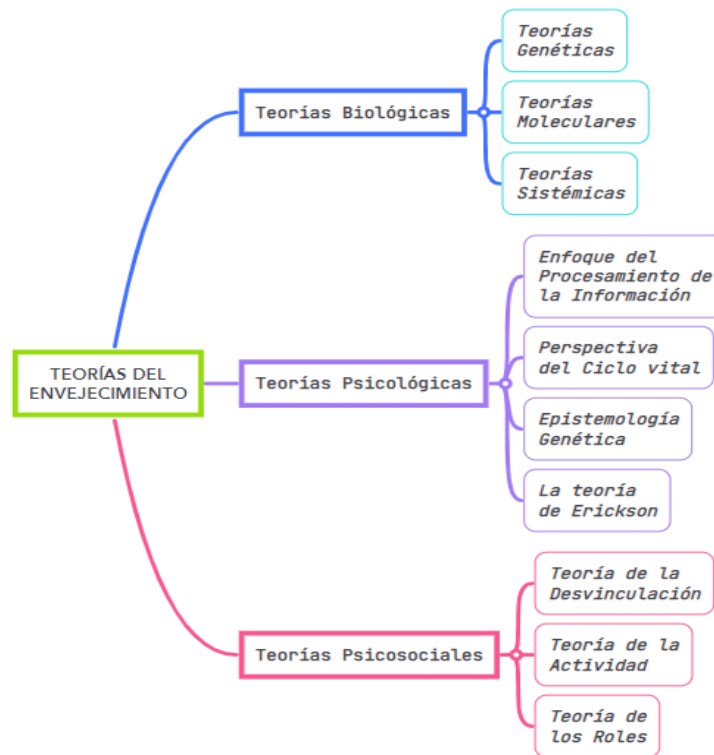 TEORÍAS DEL
ENVEJECIMIENTO
Teorías Biológicas
Teorías
Genéticas
Teorías
Moleculares
Teorías
Sistémicas
Teorías Psicológicas
Enfoque del
Procesamiento de
la Información
Perspectiva
del Ciclo vital
Epistemología
Genética
La teoría
de Erickson
Teorías Psicosociales
Teoría de la
Desvinculación
Teoría de la
Actividad
Teoría de
los Roles